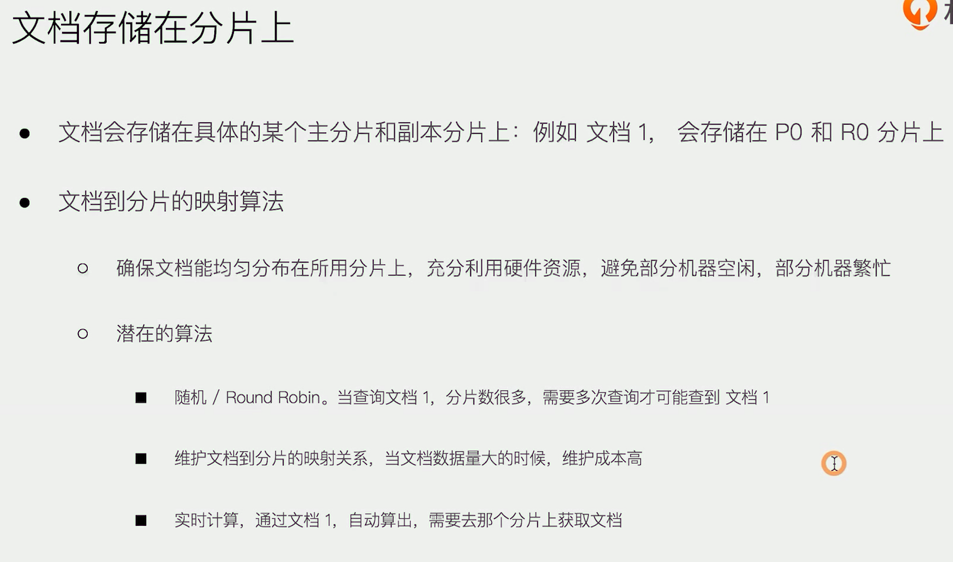 文档存储在分片上
● 文档会存储在具体的某个主分片和副本分片上：例如 文档 1， 会存储在 P0 和 R0 分片上
● 文档到分片的映射算法
○ 确保文档能均匀分布在所用分片上，充分利用硬件资源，避免部分机器空闲，部分机器繁忙
○ 潜在的算法
■ 随机 / Round Robin。当查询文档 1，分片数很多，需要多次查询才可能查到 文档 1
■ 维护文档到分片的映射关系，当文档数据量大的时候，维护成本高
■ 实时计算，通过文档 1，自动算出，需要去那个分片上获取文档